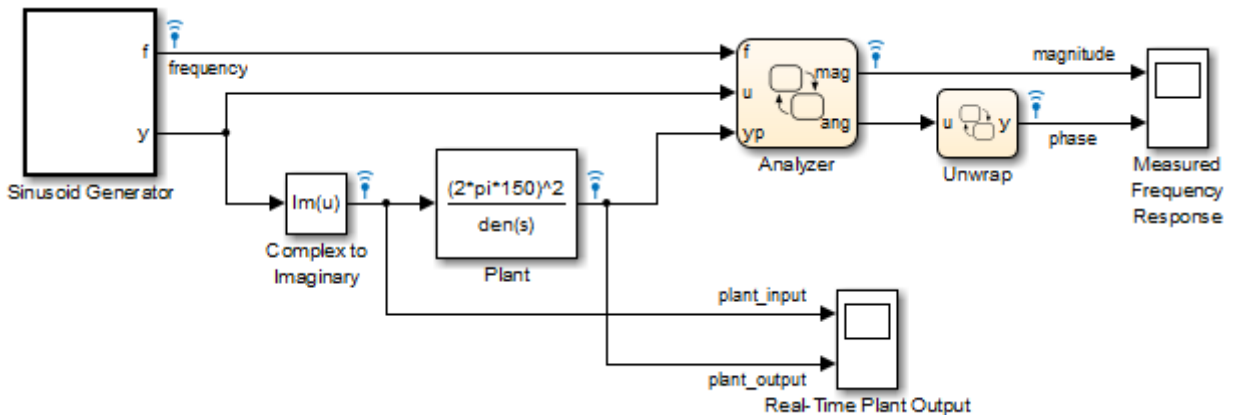 f
frequency
y
Sinusoid Generator
Im(u)
Complex to
Imaginary
(2*pi*150)^2
den(s)
Plant
f
u
yp
mag
ang
Analyzer
u y
Unwrap
magnitude
phase
Measured
Frequency
Response
plant_input
plant_output
Real-Time Plant Output